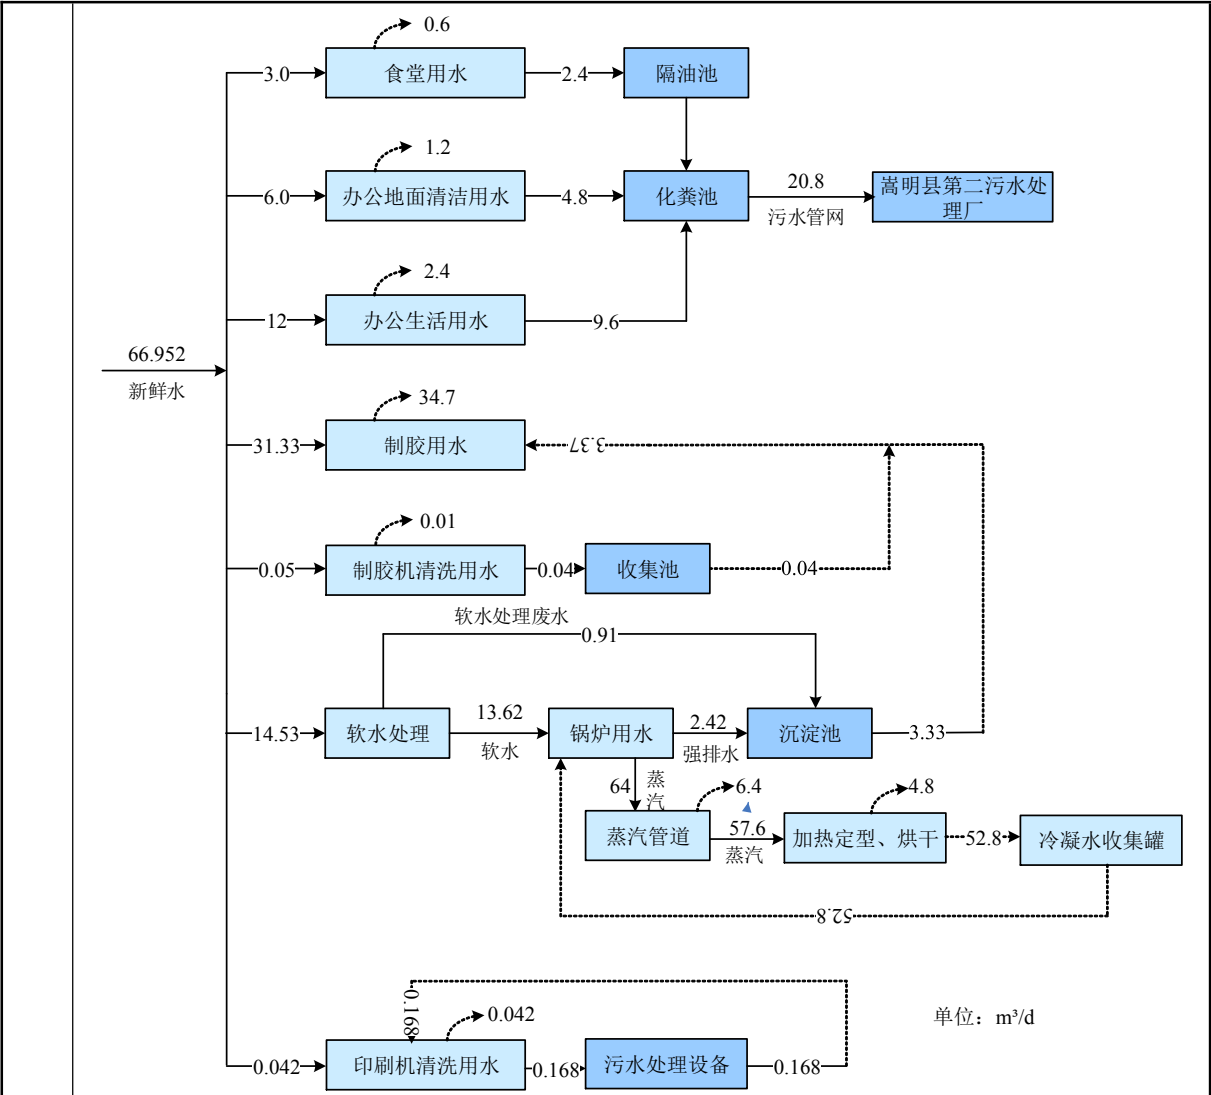 0.6
3.0
食堂用水
2.4
隔油池
1.2
6.0
办公地面清洁用水
4.8
化粪池
20.8
污水管网
嵩明县第二污水处
理厂
2.4
12
办公生活用水
9.6
66.952
新鲜水
34.7
31.33
制胶用水
3.37
0.01
0.05
制胶机清洗用水
0.04
收集池
0.04
软水处理废水
0.91
14.53
软水处理
13.62
软水
锅炉用水
2.42
强排水
沉淀池
3.33
64
蒸
汽
6.4
4.8
蒸汽管道
57.6
蒸汽
加热定型、烘干
52.8
冷凝水收集罐
52.8
0.168
0.042
0.042
印刷机清洗用水
0.168
污水处理设备
0.168
单位：m³/d